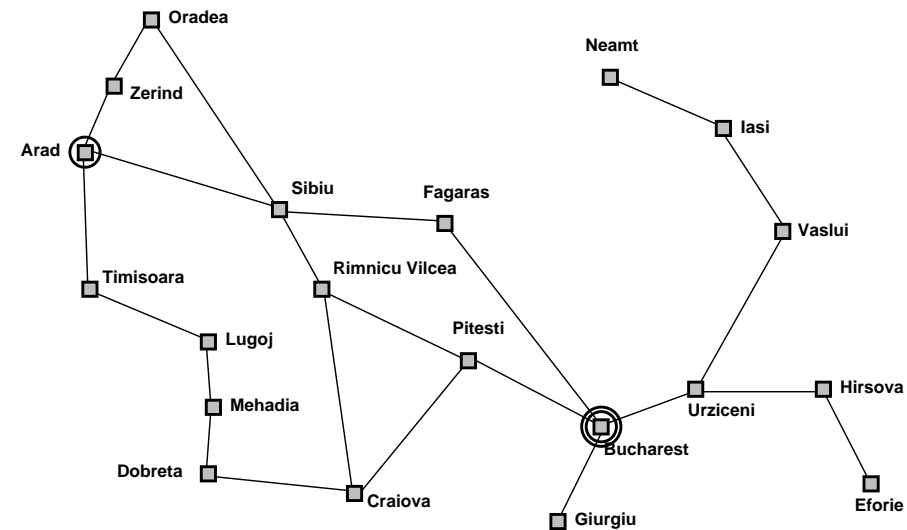 Oradea
Neamt
Zerind
Iasi
Arad
Sibiu
Fagaras
Vaslui
Timisoara
Rimnicu Vilcea
Pitesti
Lugoj
Hirsova
Mehadia
Urziceni
Bucharest
Dobreta
Craiova
Eforie
Giurgiu